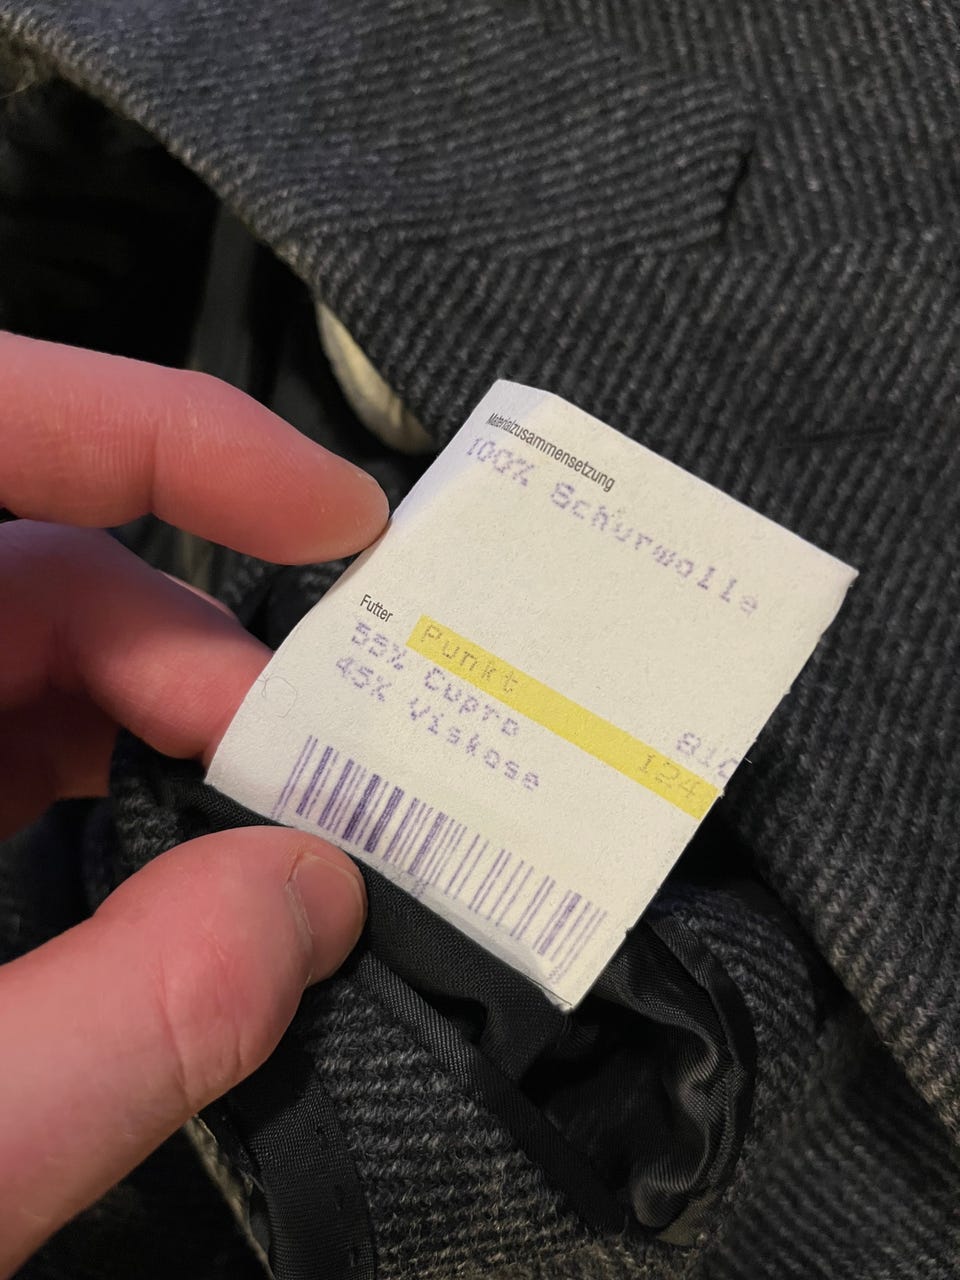 Materialzusammensetzung
100% Schurwolle
Futter
Punkt 124
55% Cupro
45% Viskose